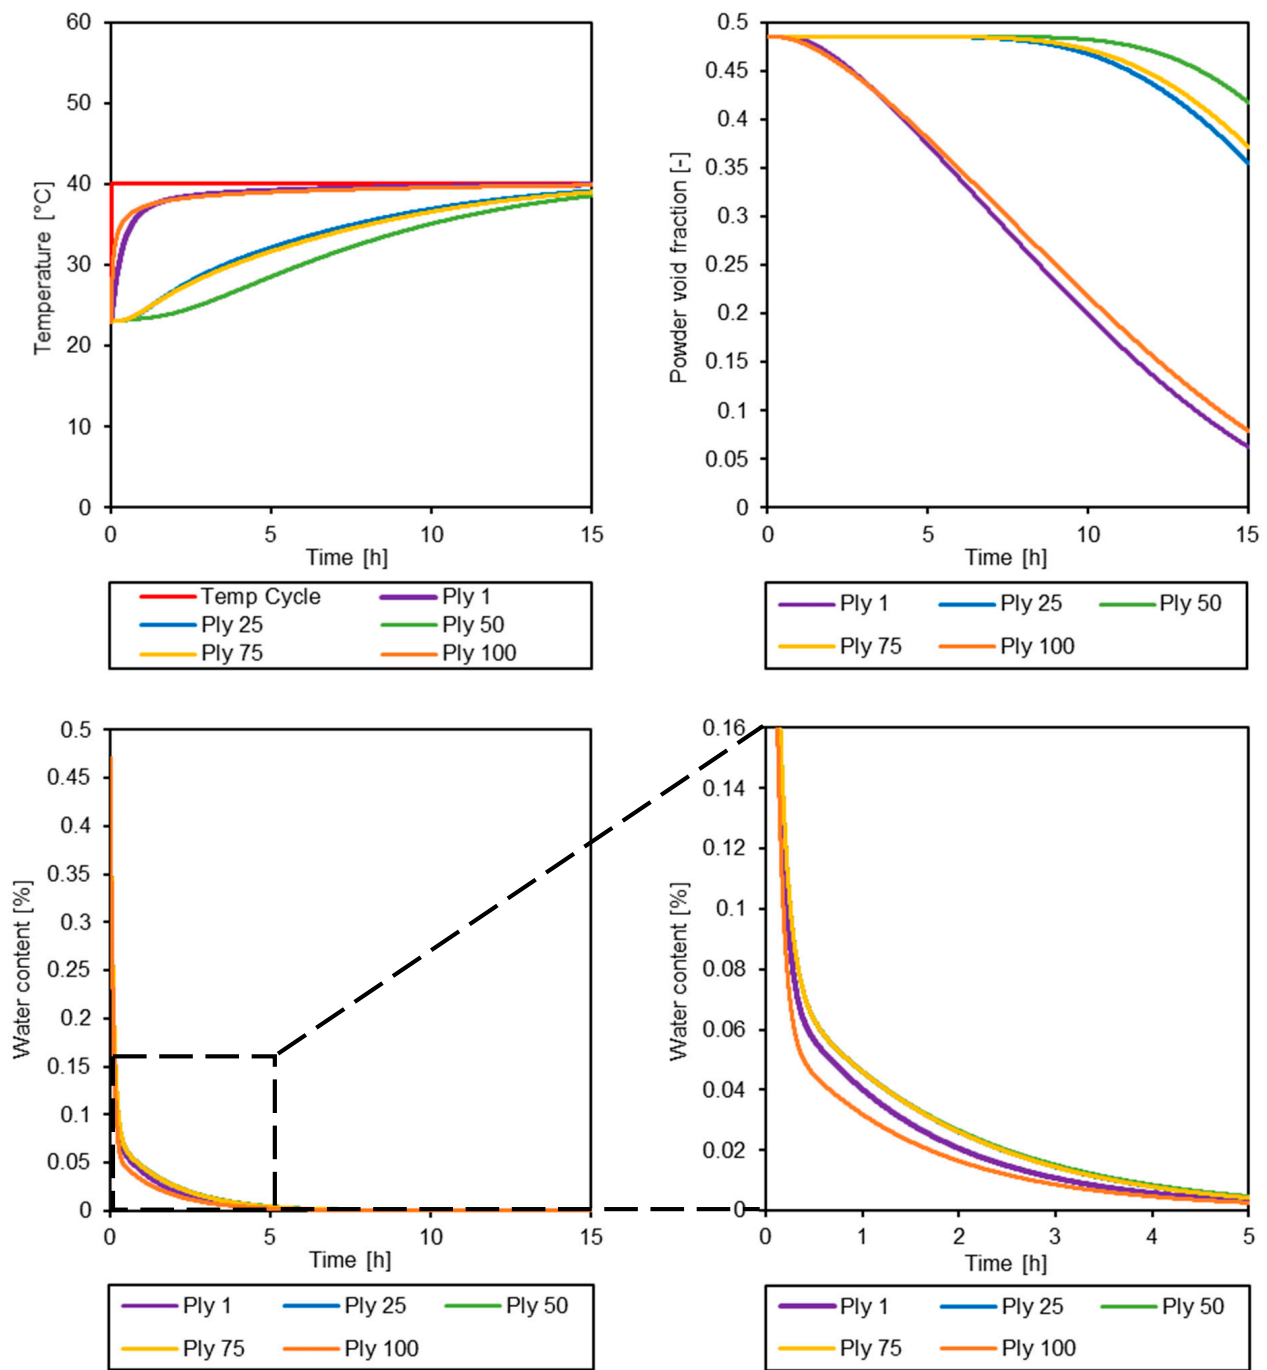 60
50
40
30
20
10
0
Temperature [°C]
0 5 10 15
Time [h]
Temp Cycle Ply 1
Ply 25 Ply 50
Ply 75 Ply 100
0.5
0.45
0.4
0.35
0.3
0.25
0.2
0.15
0.1
0.05
0
Powder void fraction [-]
0 5 10 15
Time [h]
Ply 1 Ply 25 Ply 50
Ply 75 Ply 100
0.5
0.45
0.4
0.35
0.3
0.25
0.2
0.15
0.1
0.05
0
Water content [%]
0 5 10 15
Time [h]
Ply 1 Ply 25 Ply 50
Ply 75 Ply 100
0.16
0.14
0.12
0.1
0.08
0.06
0.04
0.02
0
Water content [%]
0 1 2 3 4 5
Time [h]
Ply 1 Ply 25 Ply 50
Ply 75 Ply 100